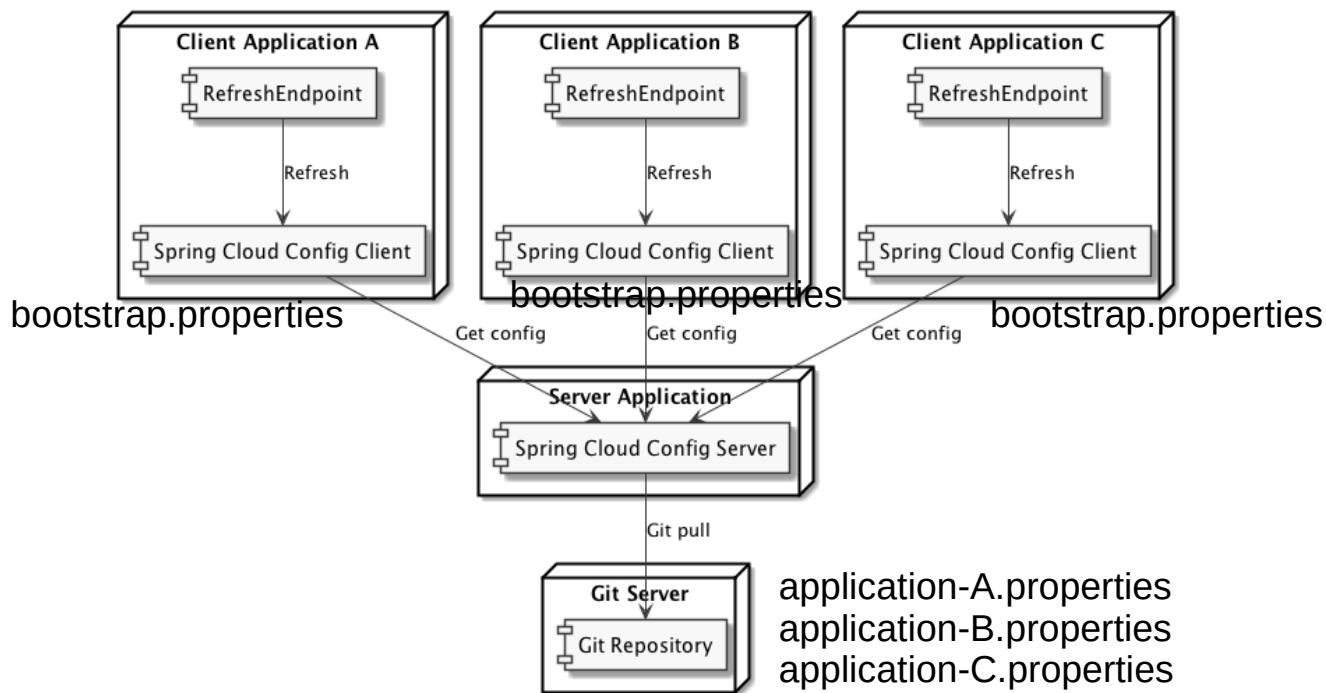 Client Application A
Client Application B
Client Application C
RefreshEndpoint
RefreshEndpoint
RefreshEndpoint
Refresh
Refresh
Refresh
Spring Cloud Config Client
Spring Cloud Config Client
Spring Cloud Config Client
bootstrap.properties
bootstrap.properties
bootstrap.properties
Get config
Get config
Get config
Server Application
Spring Cloud Config Server
Git pull
Git Server
Git Repository
application-A.properties
application-B.properties
application-C.properties